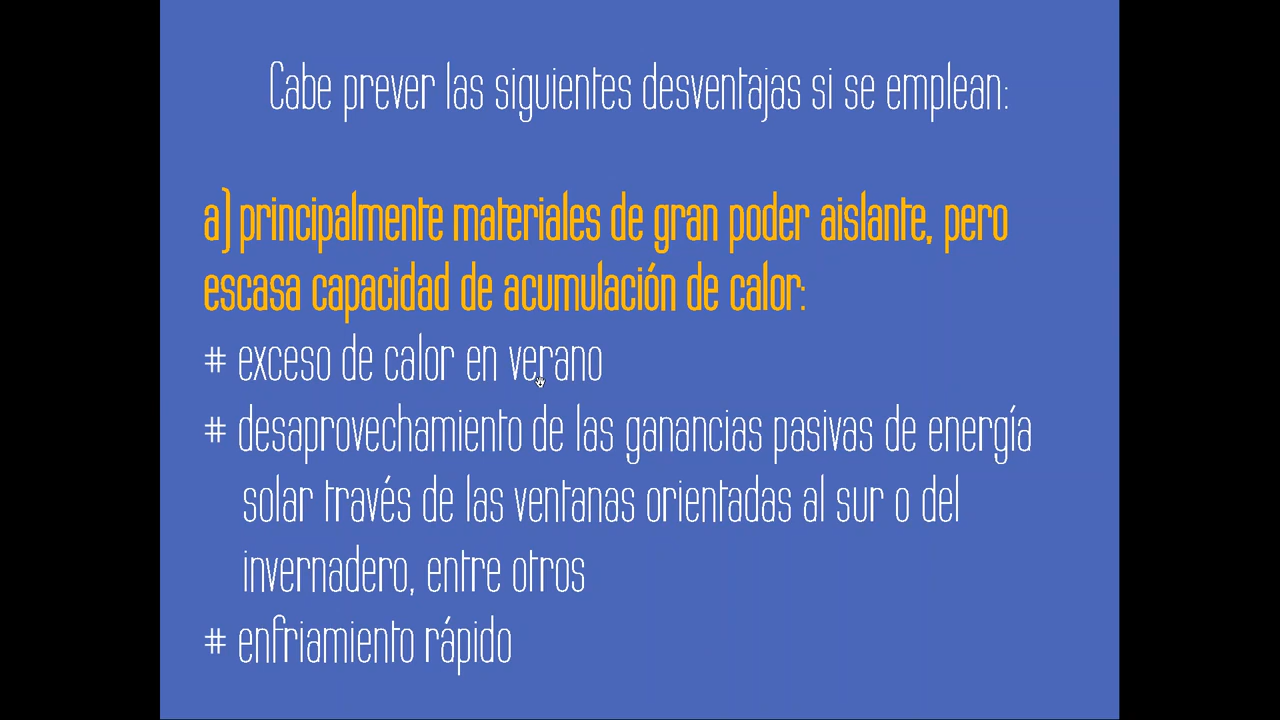 Cabe prever las siguientes desventajas si se emplean:
a) principalmente materiales de gran poder aislante, pero
escasa capacidad de acumulación de calor:
# exceso de calor en verano
# desaprovechamiento de las ganancias pasivas de energía
solar través de las ventanas orientadas al sur o del
invernadero, entre otros
# enfriamiento rápido